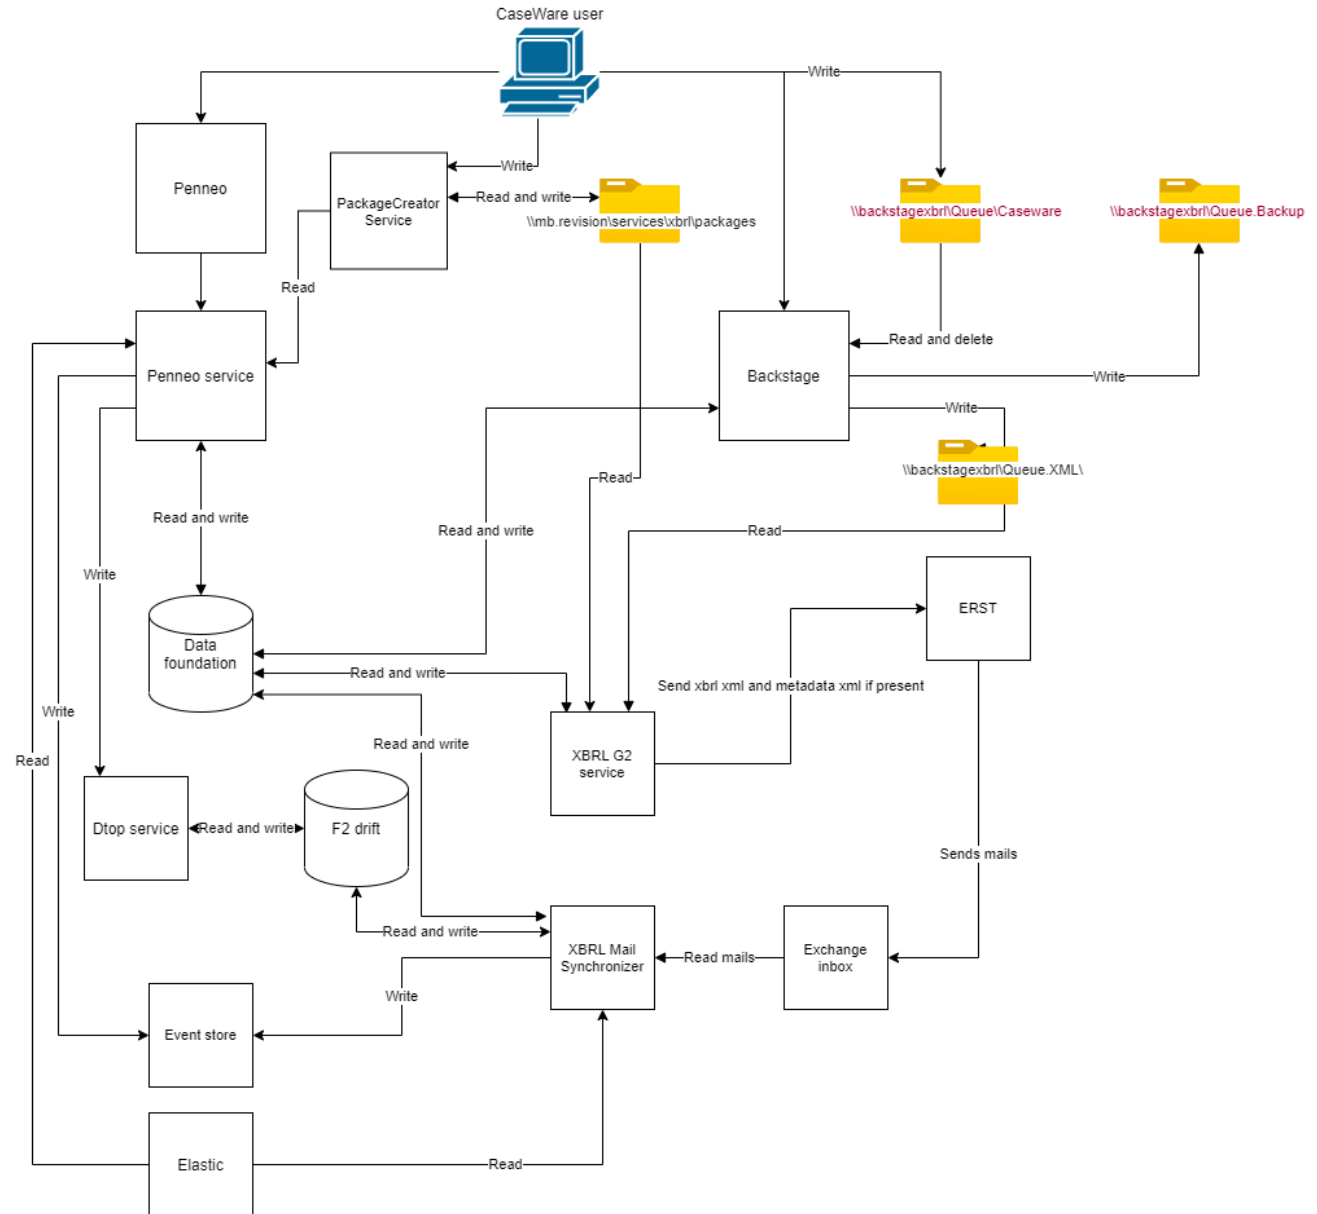 CaseWare user
Write
Penneo
Write
PackageCreator
Service
Read and write
\\mb.revision\services\xbrl\packages
\\backstagexbrl\Queue\Caseware
\\backstagexbrl\Queue.Backup
Read
Read and delete
Penneo service
Backstage
Write
Write
\\backstagexbrl\Queue.XML\
Read
Read and write
Read and write
Read
Write
ERST
Data
foundation
Read and write
Send xbrl xml and metadata xml if present
Write
Read and write
Read
XBRL G2
service
Dtop service
Read and write
F2 drift
Sends mails
Read and write
XBRL Mail
Synchronizer
Read mails
Exchange
inbox
Write
Event store
Elastic
Read